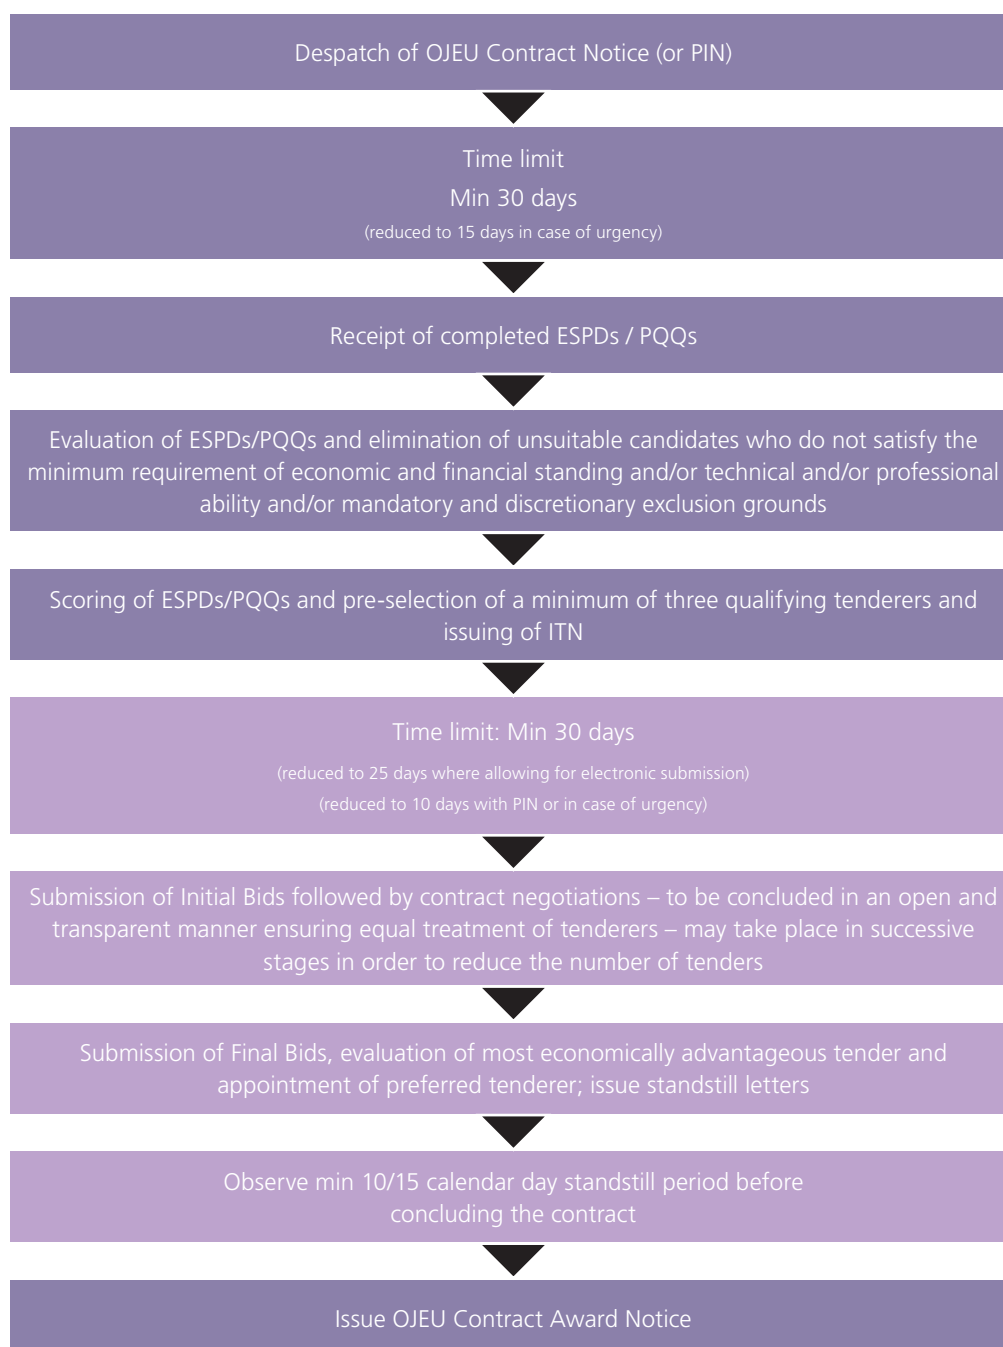 Despatch of OJEU Contract Notice (or PIN)
Time limit
Min 30 days
(reduced to 15 days in case of urgency)
Receipt of completed ESPDs / PQQs
Evaluation of ESPDs/PQQs and elimination of unsuitable candidates who do not satisfy the
minimum requirement of economic and financial standing and/or technical and/or professional
ability and/or mandatory and discretionary exclusion grounds
Scoring of ESPDs/PQQs and pre-selection of a minimum of three qualifying tenderers and
issuing of ITN
Time limit: Min 30 days
(reduced to 25 days where allowing for electronic submission)
(reduced to 10 days with PIN or in case of urgency)
Submission of Initial Bids followed by contract negotiations – to be concluded in an open and
transparent manner ensuring equal treatment of tenderers – may take place in successive
stages in order to reduce the number of tenders
Submission of Final Bids, evaluation of most economically advantageous tender and
appointment of preferred tenderer; issue standstill letters
Observe min 10/15 calendar day standstill period before
concluding the contract
Issue OJEU Contract Award Notice